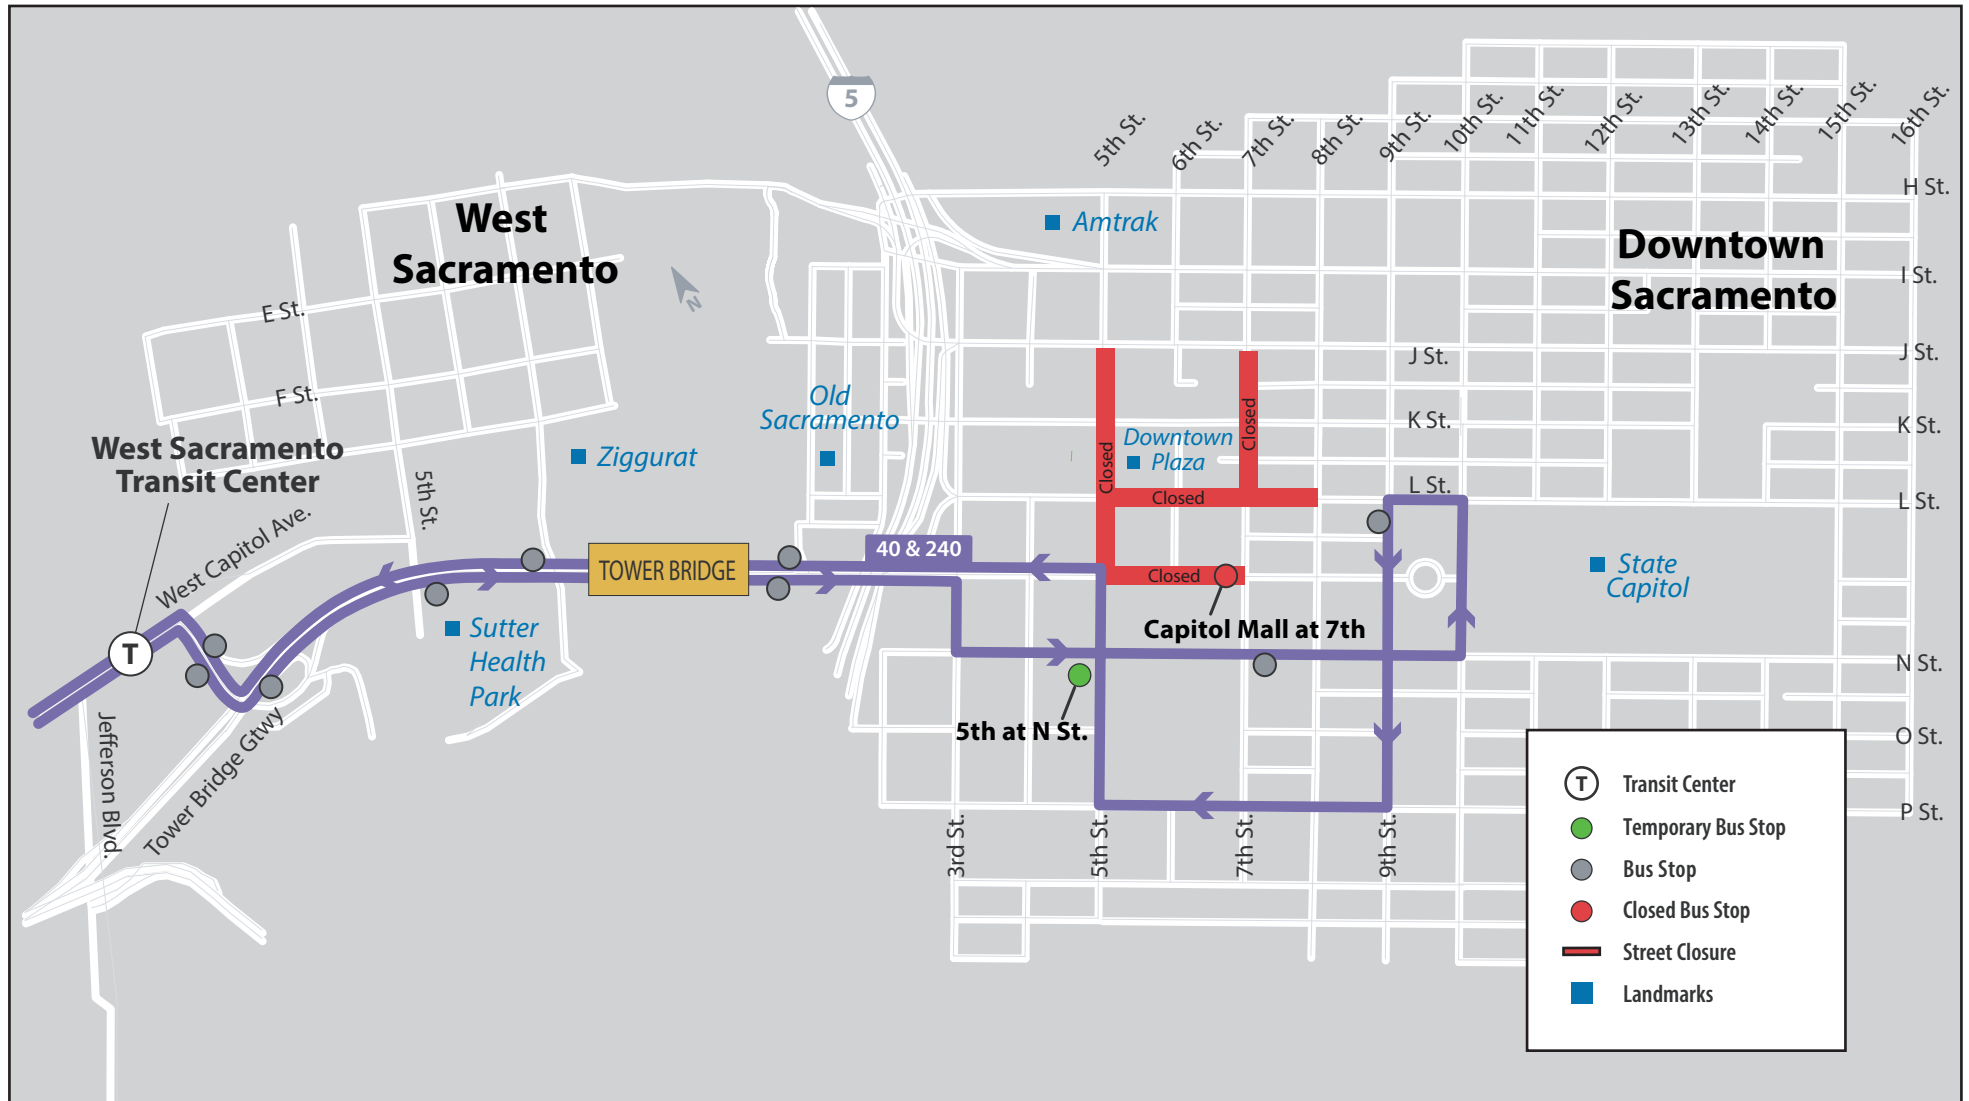 5
5th St.
6th St.
7th St.
8th St.
9th St.
10th St.
11th St.
12th St.
13th St.
14th St.
15th St.
16th St.
H St.
West
Sacramento
Amtrak
Downtown
Sacramento
I St.
N
E St.
F St.
J St.
J St.
Old
Sacramento
K St.
K St.
Closed
Closed
Downtown
Plaza
West Sacramento
Transit Center
Ziggurat
5th St.
L St.
L St.
Closed
West Capitol Ave.
40 & 240
TOWER BRIDGE
Closed
State
Capitol
Sutter
Health
Park
Capitol Mall at 7th
T
N St.
5th at N St.
Jefferson Blvd.
Tower Bridge Gtwy
O St.
P St.
3rd St.
5th St.
7th St.
9th St.
T Transit Center
Temporary Bus Stop
Bus Stop
Closed Bus Stop
Street Closure
Landmarks